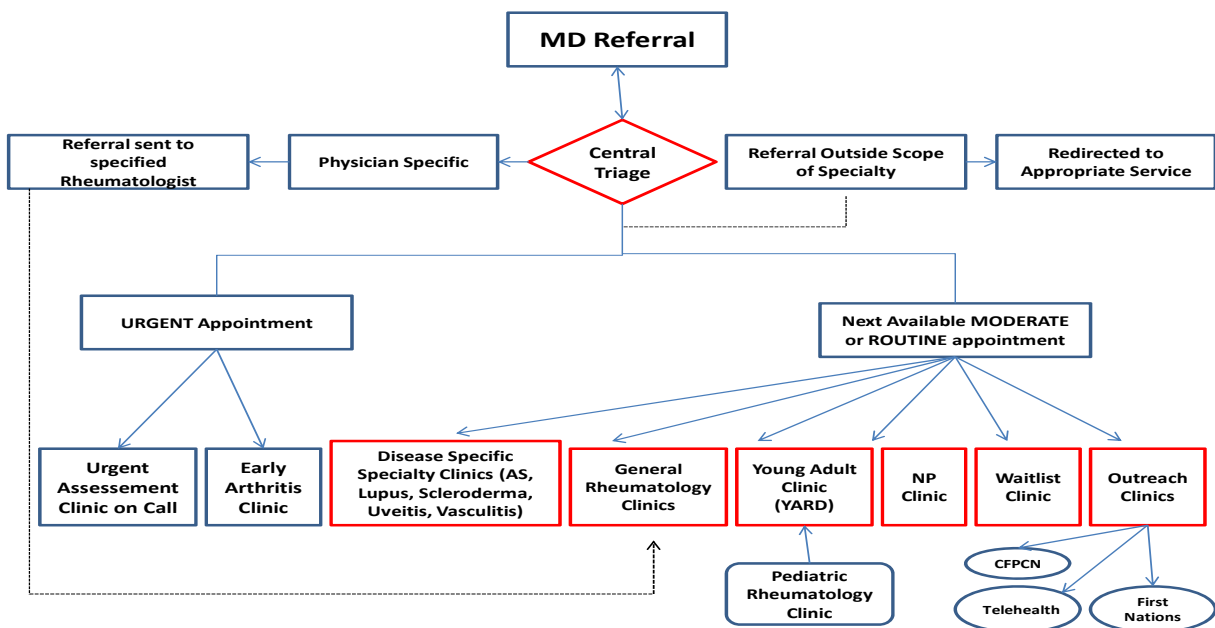 MD Referral
Referral sent to
specified
Rheumatologist
Physician Specific
Central
Triage
Referral Outside Scope
of Specialty
Redirected to
Appropriate Service
URGENT Appointment
Next Available MODERATE
or ROUTINE appointment
Urgent
Assessement
Clinic on Call
Early
Arthritis
Clinic
Disease Specific
Specialty Clinics (AS,
Lupus, Scleroderma,
Uveitis, Vasculitis)
General
Rheumatology
Clinics
Young Adult
Clinic
(YARD)
NP
Clinic
Waitlist
Clinic
Outreach
Clinics
Pediatric
Rheumatology
Clinic
CFPCN
Telehealth
First
Nations